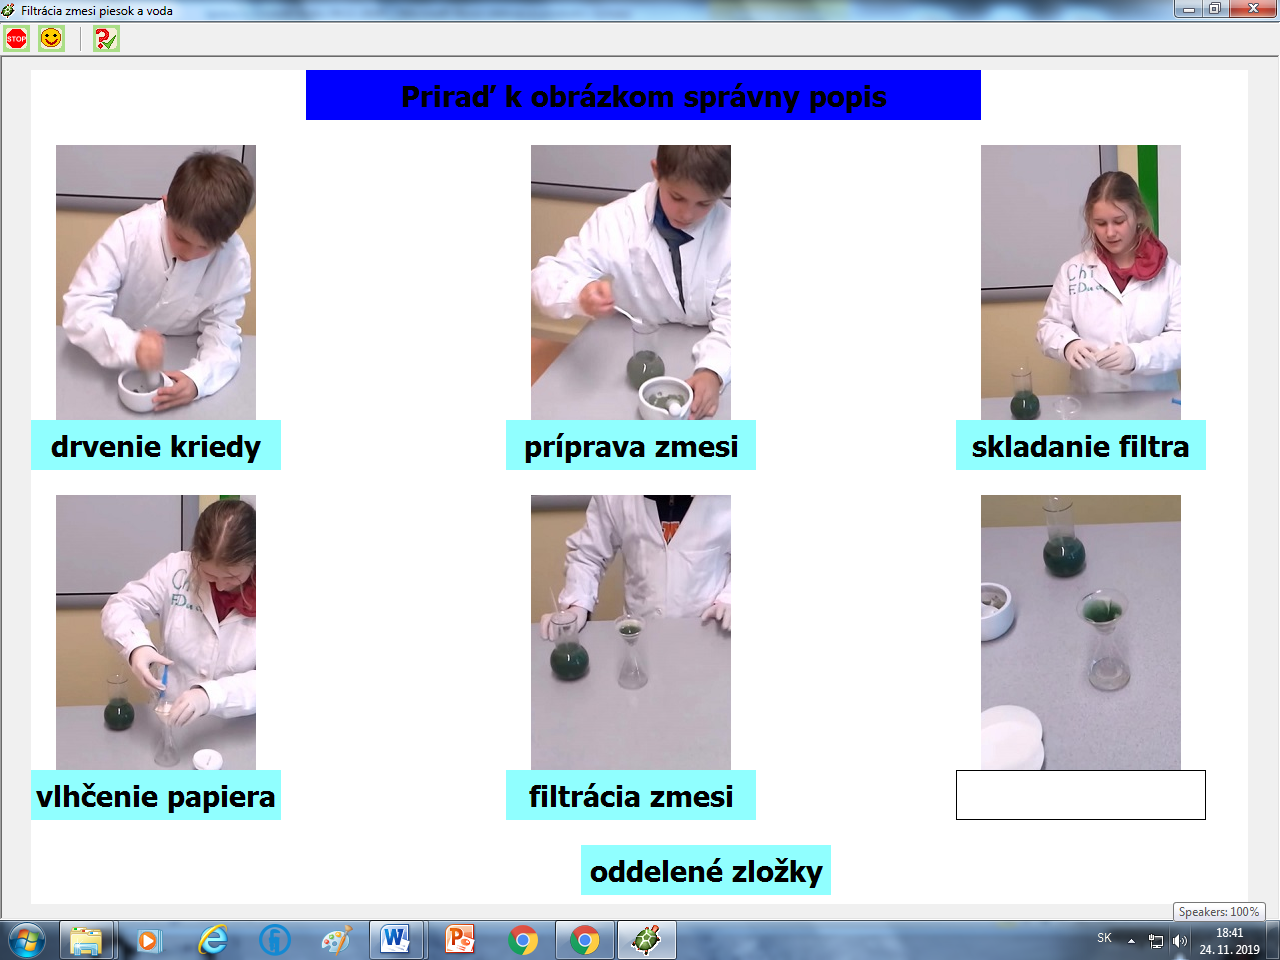 Filtrácia zmesi piesok a voda
STOP
Priraď k obrázkom správny popis
ChT
drvenie kriedy
príprava zmesi
skladanie filtra
vlhčenie papiera
filtrácia zmesi
oddelené zložky
Speakers: 100%
SK
18:41
24. 11. 2019